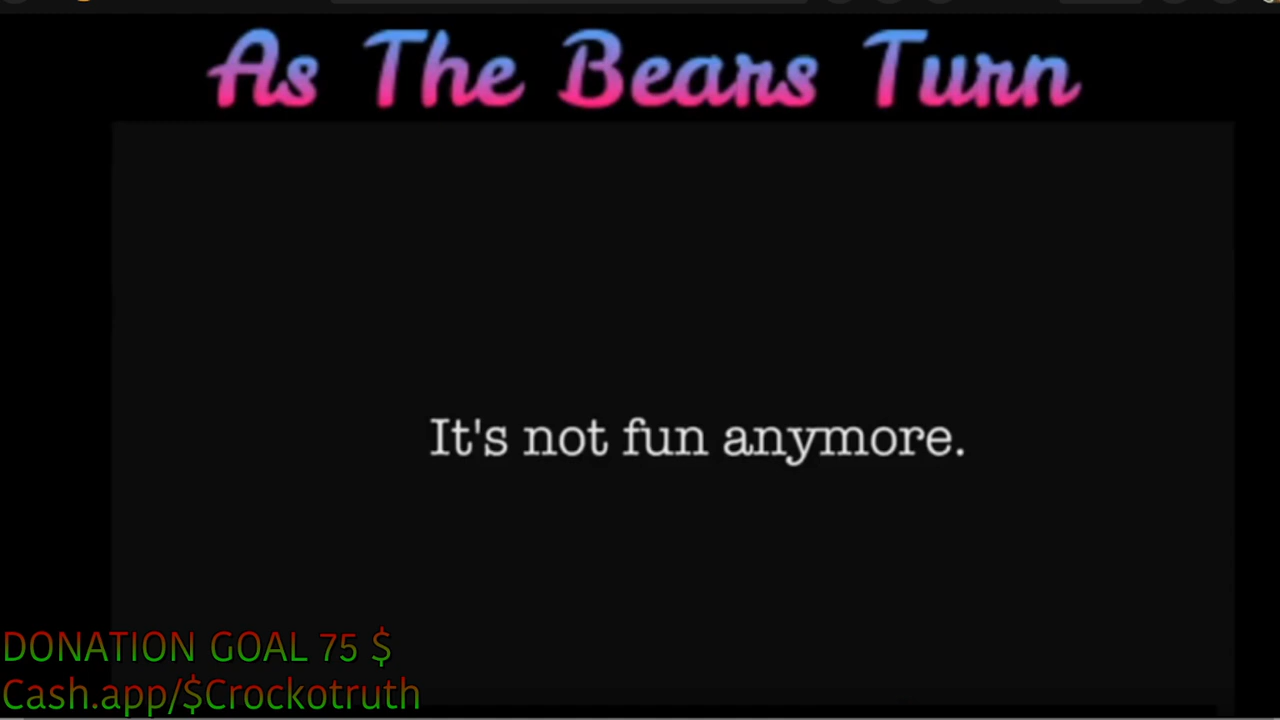 As The Bears Turn
It's not fun anymore.
DONATION GOAL 75 $
Cash.app/$Crockotruth